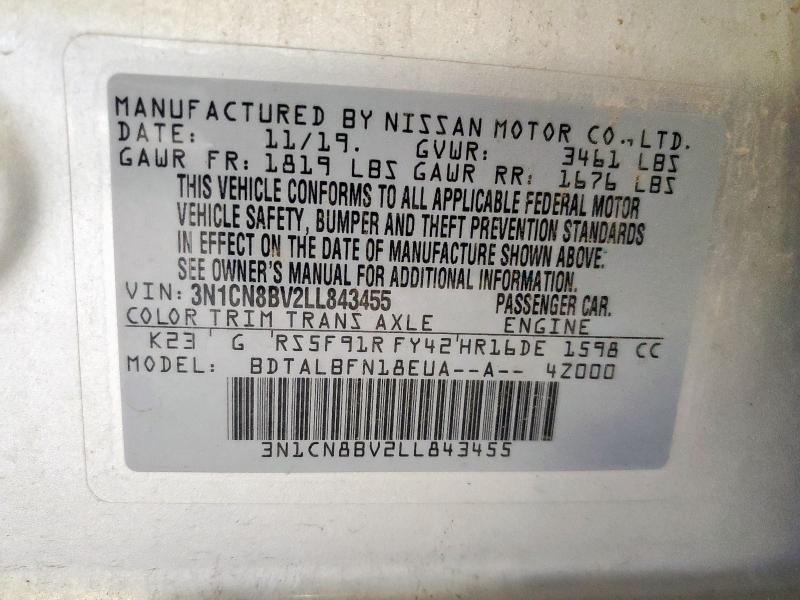 MANUFACTURED BY NISSAN MOTOR CO.,LTD.
DATE: 11/19. GVWR: 3461 LBS
GAWR FR: 1819 LBS GAWR RR: 1676 LBS
THIS VEHICLE CONFORMS TO ALL APPLICABLE FEDERAL MOTOR
VEHICLE SAFETY, BUMPER AND THEFT PREVENTION STANDARDS
IN EFFECT ON THE DATE OF MANUFACTURE SHOWN ABOVE.
SEE OWNER'S MANUAL FOR ADDITIONAL INFORMATION.
VIN: 3N1CN8BV2LL843455 PASSENGER CAR.
COLOR TRIM TRANS AXLE ENGINE
K23 G RS5F91R FY42 HR16DE 1598 CC
MODEL: BDTALBFN18EUA--A-- 4Z000
3N1CN8BV2LL843455